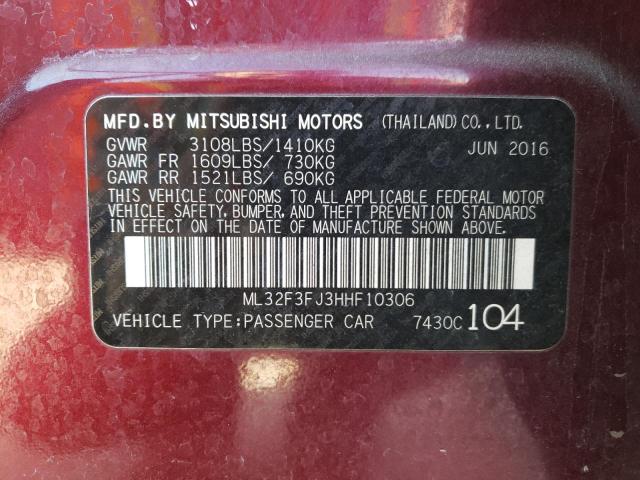 MFD.BY MITSUBISHI MOTORS (THAILAND)CO.,LTD.
GVWR 3108LBS/1410KG JUN 2016
GAWR FR 1609LBS/ 730KG
GAWR RR 1521LBS/ 690KG
THIS VEHICLE CONFORMS TO ALL APPLICABLE FEDERAL MOTOR
VEHICLE SAFETY, BUMPER, AND THEFT PREVENTION STANDARDS
IN EFFECT ON THE DATE OF MANUFACTURE SHOWN ABOVE.
ML32F3FJ3HHF10306
VEHICLE TYPE:PASSENGER CAR 7430C 104